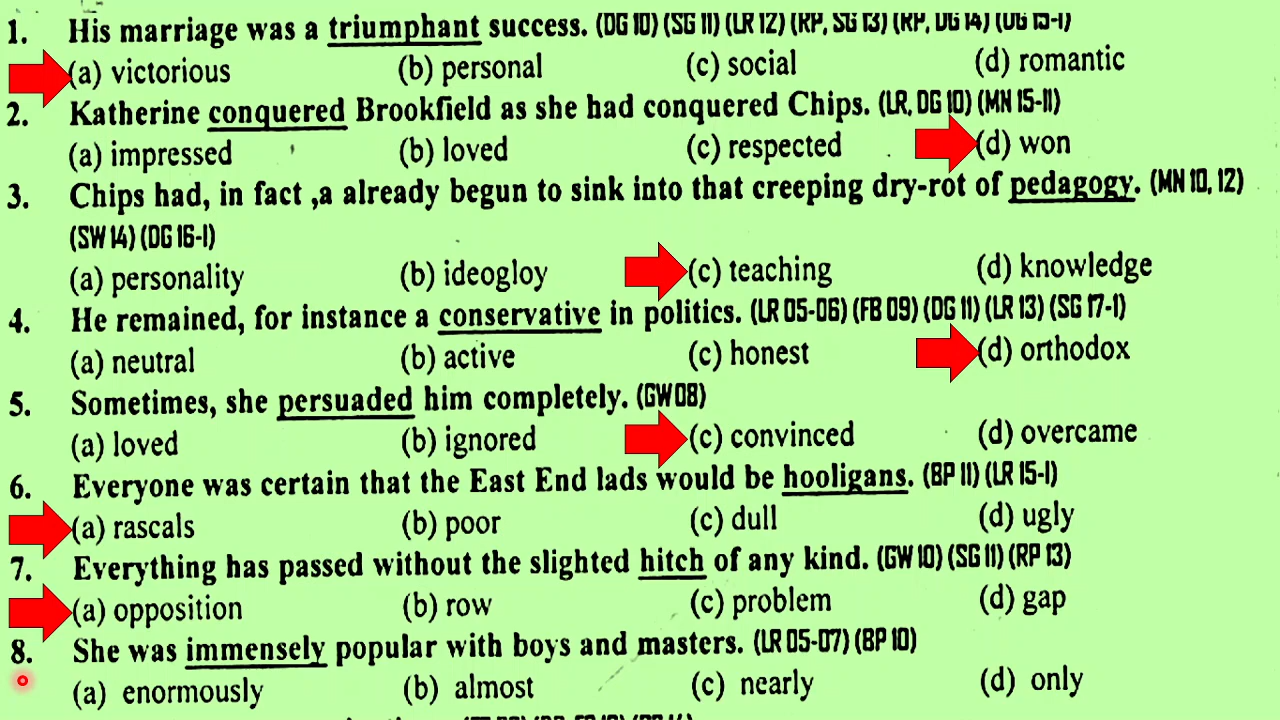 1. His marriage was a triumphant success. (DG 10) (SG 11) (LR 12) (RP, SG 13) (RP, DG 14) (DG 15-I)
(a) victorious (b) personal (c) social (d) romantic
2. Katherine conquered Brookfield as she had conquered Chips. (LR, DG 10) (MN 15-II)
(a) impressed (b) loved (c) respected (d) won
3. Chips had, in fact ,a already begun to sink into that creeping dry-rot of pedagogy. (MN 10, 12)
(SW 14) (DG 16-I)
(a) personality (b) ideogloy (c) teaching (d) knowledge
4. He remained, for instance a conservative in politics. (LR 05-06) (FB 09) (DG 11) (LR 13) (SG 17-I)
(a) neutral (b) active (c) honest (d) orthodox
5. Sometimes, she persuaded him completely. (GW 08)
(a) loved (b) ignored (c) convinced (d) overcame
6. Everyone was certain that the East End lads would be hooligans. (BP 11) (LR 15-I)
(a) rascals (b) poor (c) dull (d) ugly
7. Everything has passed without the slighted hitch of any kind. (GW 10) (SG 11) (RP 13)
(a) opposition (b) row (c) problem (d) gap
8. She was immensely popular with boys and masters. (LR 05-07) (BP 10)
(a) enormously (b) almost (c) nearly (d) only